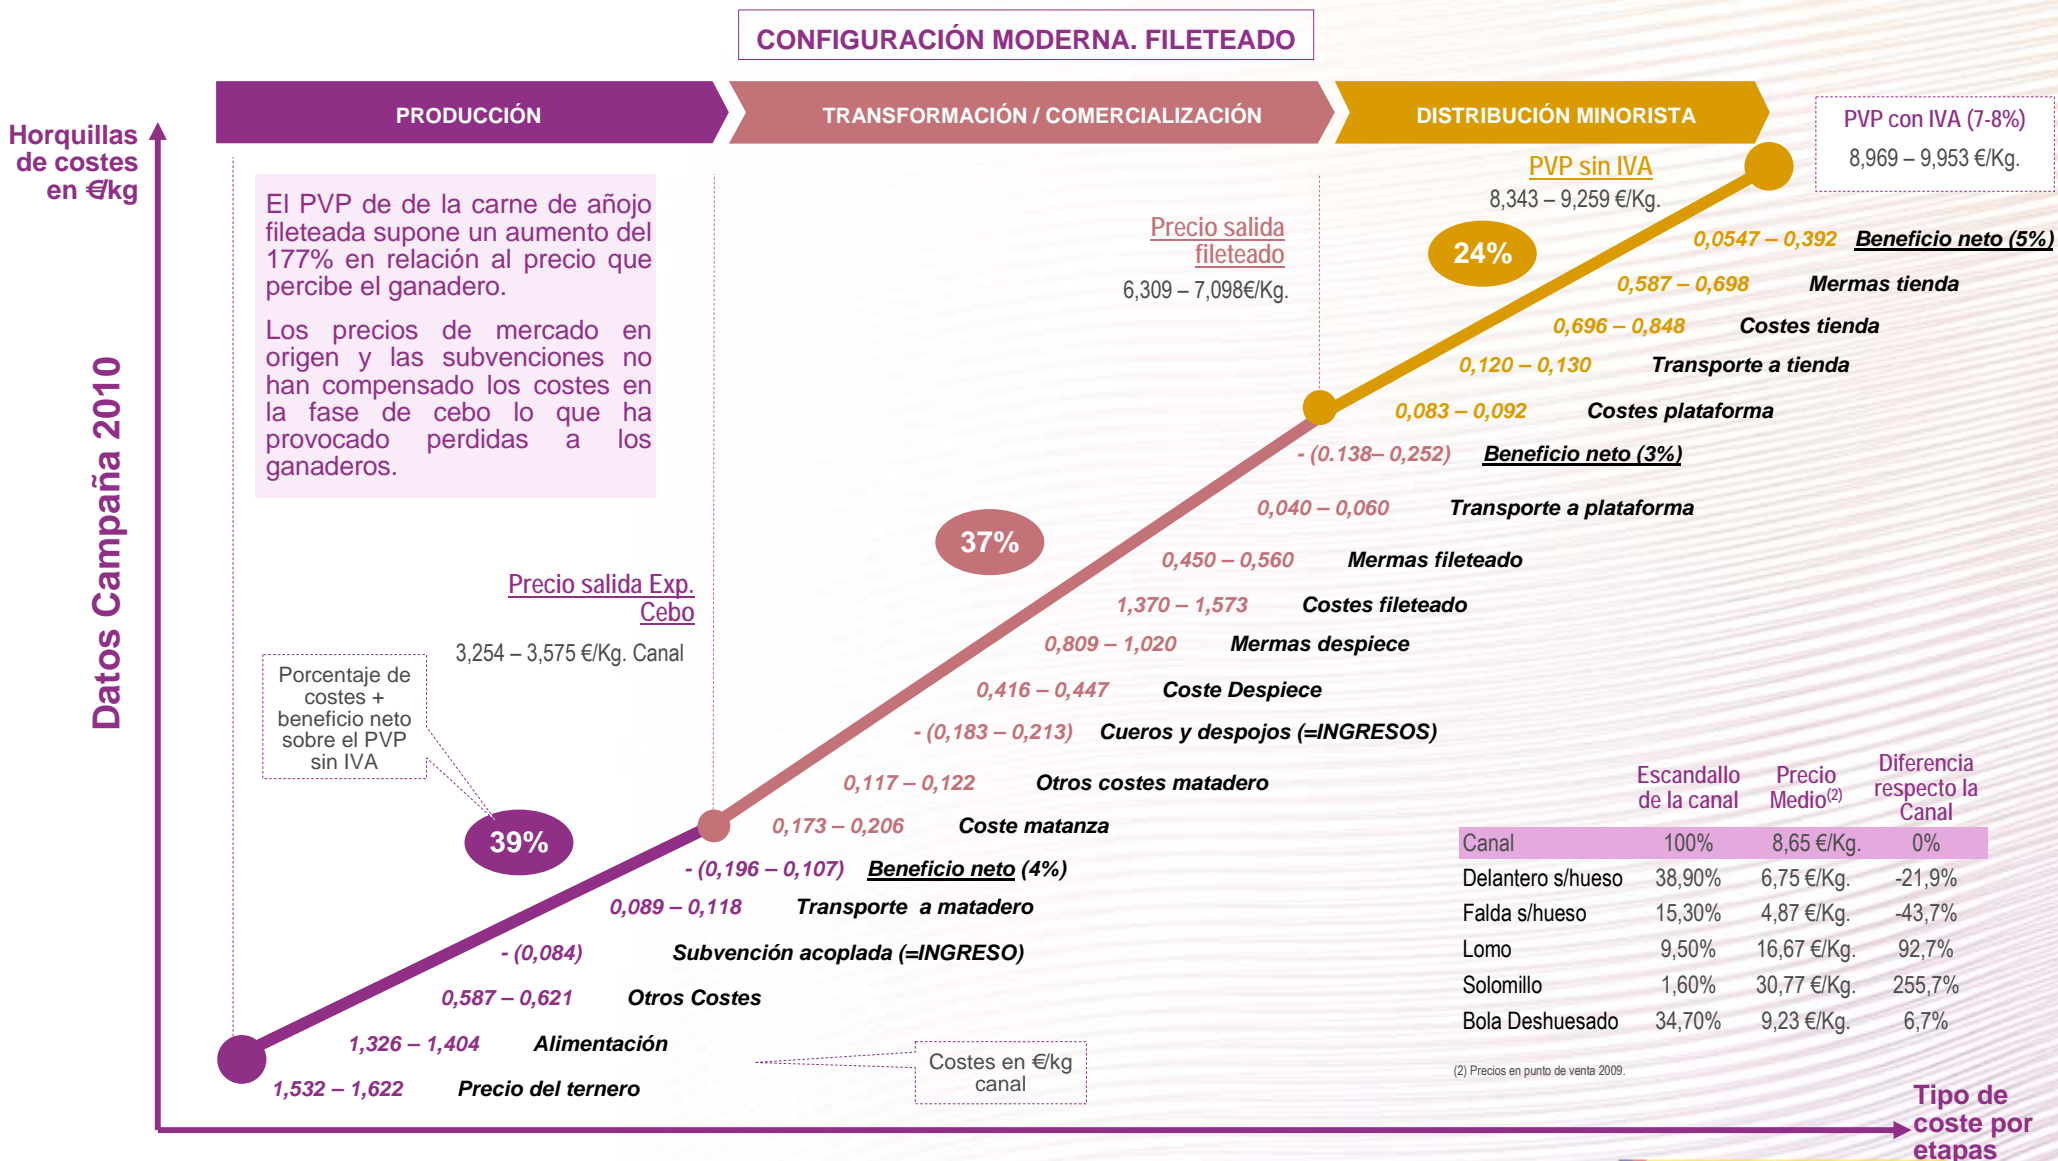 CONFIGURACIÓN MODERNA. FILETEADO
PRODUCCIÓN
TRANSFORMACIÓN / COMERCIALIZACIÓN
DISTRIBUCIÓN MINORISTA
PVP con IVA (7-8%)
8,969 – 9,953 €/Kg.
Horquillas
de costes
en €/kg
Datos Campaña 2010
El PVP de de la carne de añojo
fileteada supone un aumento del
177% en relación al precio que
percibe el ganadero.
Los precios de mercado en
origen y las subvenciones no
han compensado los costes en
la fase de cebo lo que ha
provocado perdidas a los
ganaderos.
PVP sin IVA
8,343 – 9,259 €/Kg.
Precio salida
fileteado
6,309 – 7,098€/Kg.
24%
0,0547 – 0,392 Beneficio neto (5%)
0,587 – 0,698 Mermas tienda
0,696 – 0,848 Costes tienda
0,120 – 0,130 Transporte a tienda
0,083 – 0,092 Costes plataforma
- (0.138– 0,252) Beneficio neto (3%)
0,040 – 0,060 Transporte a plataforma
37%
0,450 – 0,560 Mermas fileteado
1,370 – 1,573 Costes fileteado
0,809 – 1,020 Mermas despiece
0,416 – 0,447 Coste Despiece
- (0,183 – 0,213) Cueros y despojos (=INGRESOS)
0,117 – 0,122 Otros costes matadero
0,173 – 0,206 Coste matanza
Precio salida Exp.
Cebo
3,254 – 3,575 €/Kg. Canal
Porcentaje de
costes +
beneficio neto
sobre el PVP
sin IVA
39%
- (0,196 – 0,107) Beneficio neto (4%)
0,089 – 0,118 Transporte a matadero
- (0,084) Subvención acoplada (=INGRESO)
0,587 – 0,621 Otros Costes
1,326 – 1,404 Alimentación
1,532 – 1,622 Precio del ternero
Costes en €/kg
canal
Escandallo
de la canal
Precio
Medio(2)
Diferencia
respecto la
Canal
Canal 100% 8,65 €/Kg. 0%
Delantero s/hueso 38,90% 6,75 €/Kg. -21,9%
Falda s/hueso 15,30% 4,87 €/Kg. -43,7%
Lomo 9,50% 16,67 €/Kg. 92,7%
Solomillo 1,60% 30,77 €/Kg. 255,7%
Bola Deshuesado 34,70% 9,23 €/Kg. 6,7%
(2) Precios en punto de venta 2009.
Tipo de
coste por
etapas